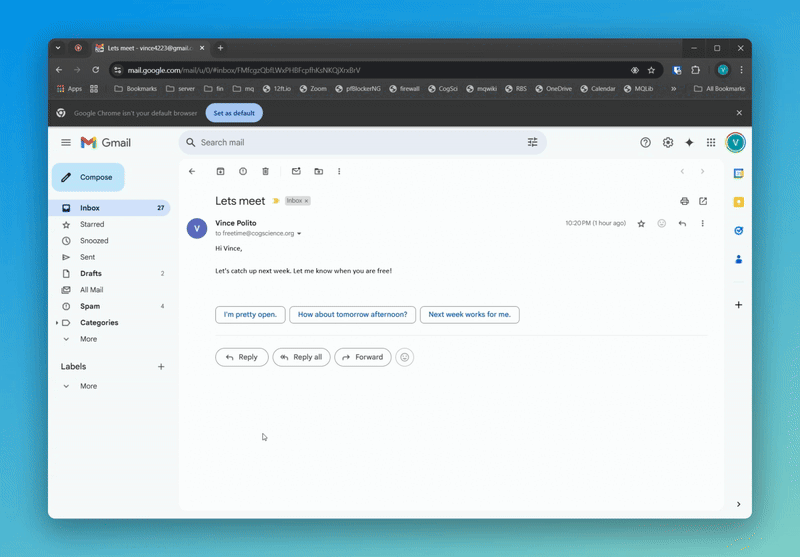 Lets meet - vince4223@gmail.c
mail.google.com/mail/u/0/#inbox/FMfcgzQbfLWxPHBFcpfhKsNKQJXrxBrV
Apps Bookmarks server fin mq 12ft.io Zoom pfBlockerNG firewall CogSci mqwiki RBS OneDrive Calendar MQLib » All Bookmarks
Google Chrome isn't your default browser Set as default
Gmail Search mail V
Compose
Inbox 27
Starred
Snoozed
Sent
Drafts 2
All Mail
Spam 4
Categories
More
Labels +
More
Lets meet Inbox x
V Vince Polito 10:20 PM (1 hour ago)
to freetime@cogscience.org
Hi Vince,
Let's catch up next week. Let me know when you are free!
I'm pretty open. How about tomorrow afternoon? Next week works for me.
Reply Reply all Forward